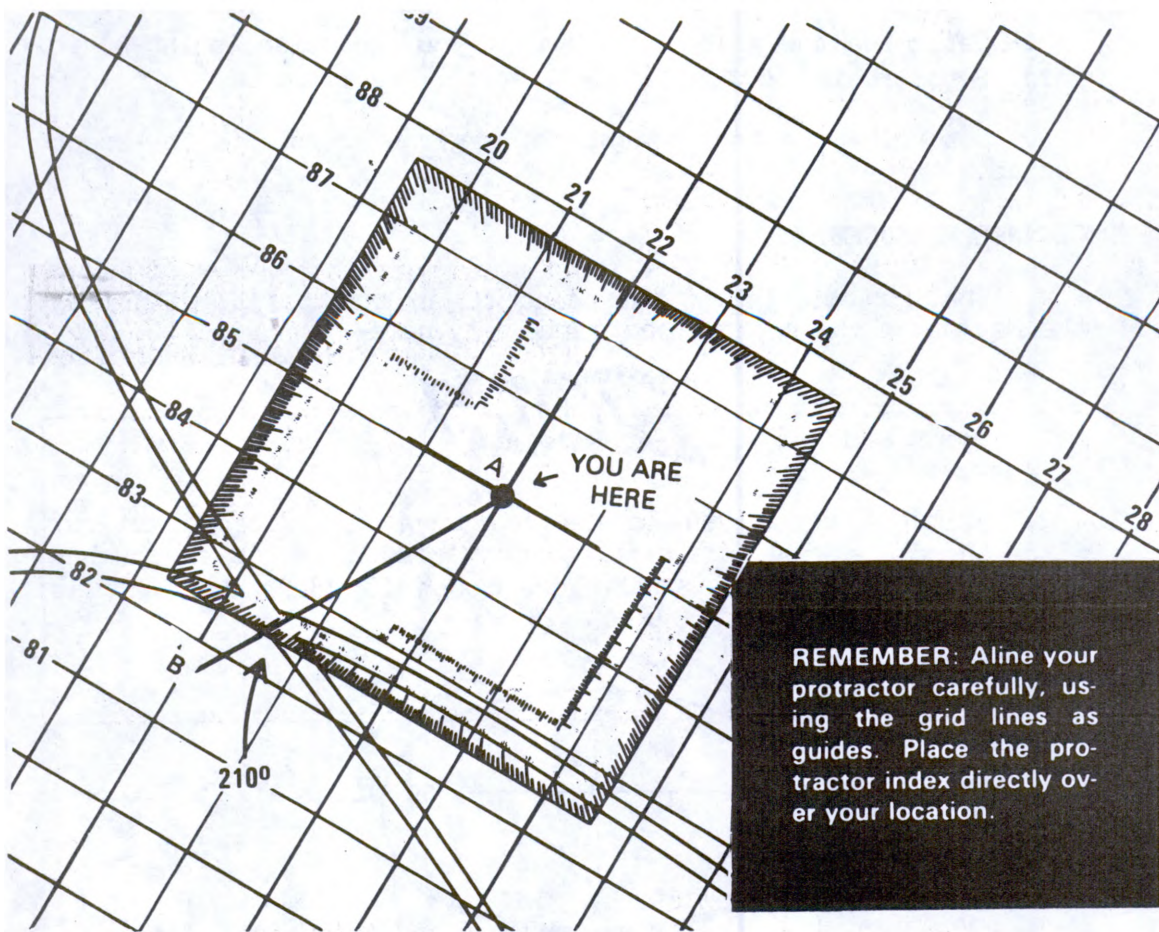 88
87
86
85
84
83
82
81
20
21
22
23
24
25
26
27
28
A
YOU ARE
HERE
B
210º
REMEMBER: Aline your
protractor carefully, us-
ing the grid lines as
guides. Place the pro-
tractor index directly ov-
er your location.